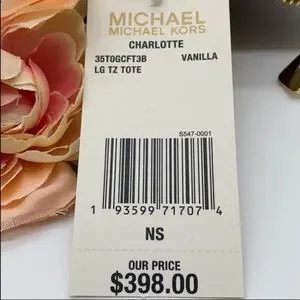 MICHAEL
MICHAEL KORS
CHARLOTTE
35T0GCFT3B VANILLA
LG TZ TOTE
S547-0001
1 93599 71707 4
NS
OUR PRICE
$398.00